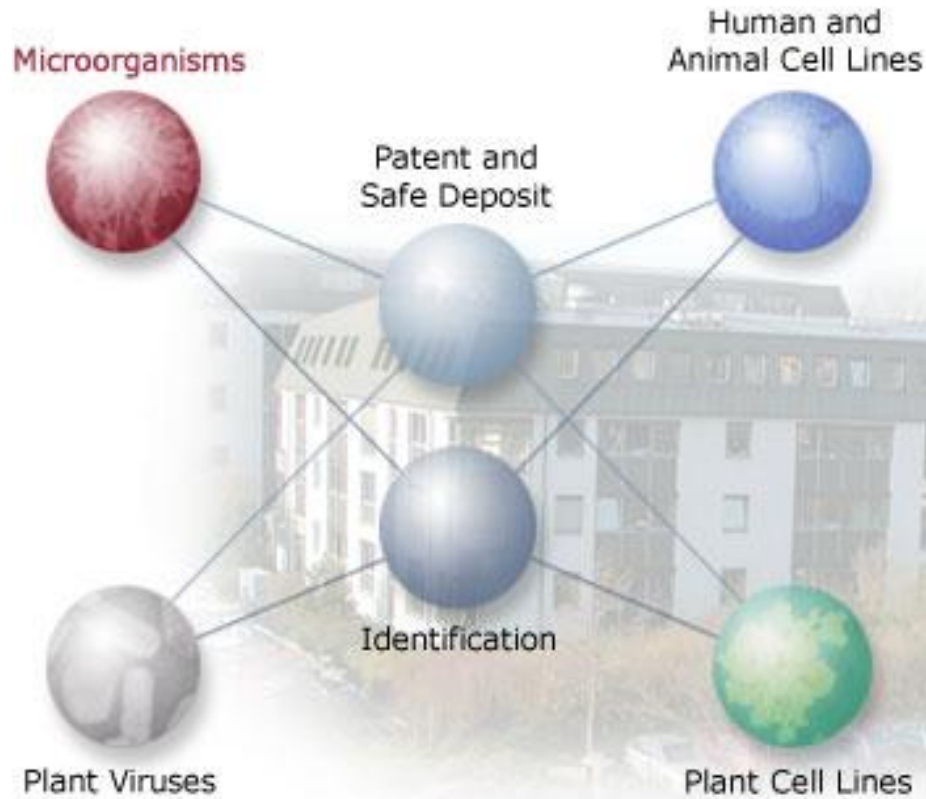 Microorganisms
Human and
Animal Cell Lines
Patent and
Safe Deposit
Identification
Plant Viruses
Plant Cell Lines